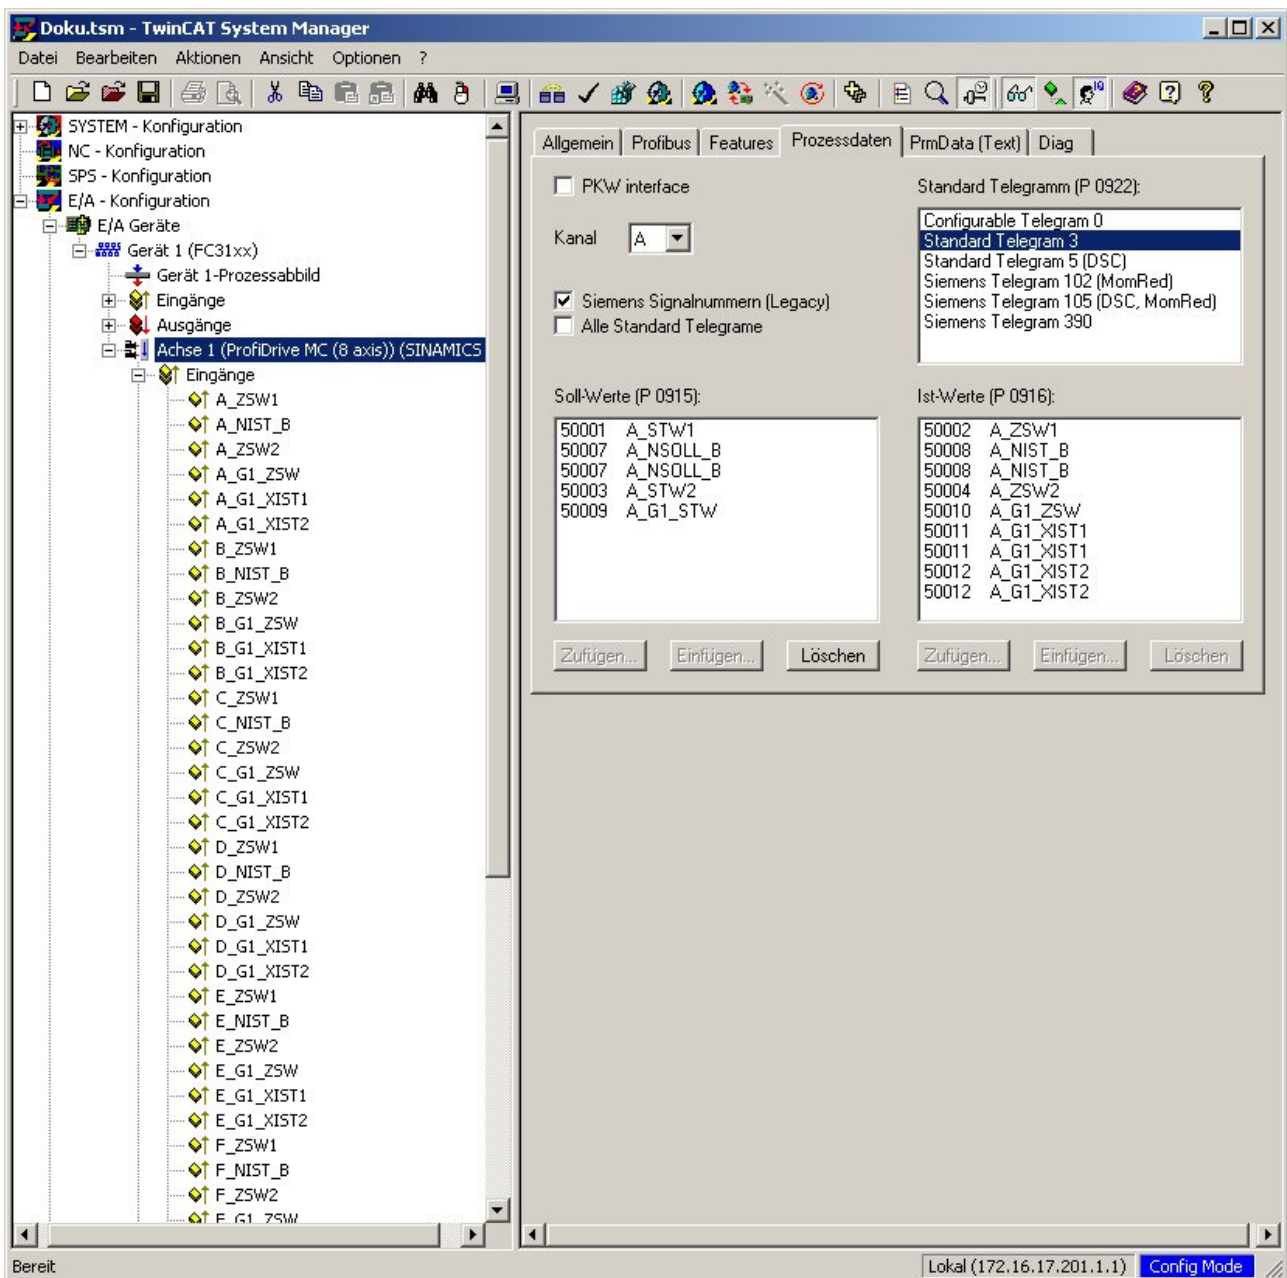 Doku.tsm - TwinCAT System Manager
Datei Bearbeiten Aktionen Ansicht Optionen ?
SYSTEM - Konfiguration
NC - Konfiguration
SPS - Konfiguration
E/A - Konfiguration
E/A Geräte
Gerät 1 (FC31xx)
Gerät 1-Prozessabbild
Eingänge
Ausgänge
Achse 1 (ProfiDrive MC (8 axis)) (SINAMICS
Eingänge
A_ZSW1
A_NIST_B
A_ZSW2
A_G1_ZSW
A_G1_XIST1
A_G1_XIST2
B_ZSW1
B_NIST_B
B_ZSW2
B_G1_ZSW
B_G1_XIST1
B_G1_XIST2
C_ZSW1
C_NIST_B
C_ZSW2
C_G1_ZSW
C_G1_XIST1
C_G1_XIST2
D_ZSW1
D_NIST_B
D_ZSW2
D_G1_ZSW
D_G1_XIST1
D_G1_XIST2
E_ZSW1
E_NIST_B
E_ZSW2
E_G1_ZSW
E_G1_XIST1
E_G1_XIST2
F_ZSW1
F_NIST_B
F_ZSW2
F_G1_ZSW
Allgemein Profibus Features Prozessdaten PrmData (Text) Diag
PKW interface
Kanal A
Siemens Signalnummern (Legacy)
Alle Standard Telegrame
Standard Telegramm (P 0922):
Configurable Telegram 0
Standard Telegram 3
Standard Telegram 5 (DSC)
Siemens Telegram 102 (MomRed)
Siemens Telegram 105 (DSC, MomRed)
Siemens Telegram 390
Soll-Werte (P 0915):
50001 A_STW1
50007 A_NSOLL_B
50007 A_NSOLL_B
50003 A_STW2
50009 A_G1_STW
Zufügen... Einfügen... Löschen
Ist-Werte (P 0916):
50002 A_ZSW1
50008 A_NIST_B
50008 A_NIST_B
50004 A_ZSW2
50010 A_G1_ZSW
50011 A_G1_XIST1
50011 A_G1_XIST1
50012 A_G1_XIST2
50012 A_G1_XIST2
Zufügen... Einfügen... Löschen
Bereit
Lokal (172.16.17.201.1.1) Config Mode